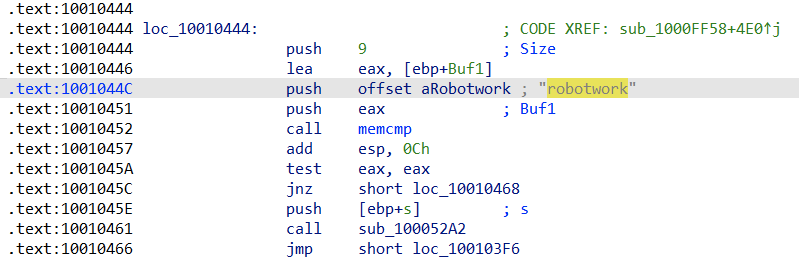 .text:10010444
.text:10010444 loc_10010444: ; CODE XREF: sub_1000FF58+4E0↑j
.text:10010444 push 9 ; Size
.text:10010446 lea eax, [ebp+Buf1]
.text:1001044C push offset aRobotwork ; "robotwork"
.text:10010451 push eax ; Buf1
.text:10010452 call memcmp
.text:10010457 add esp, 0Ch
.text:1001045A test eax, eax
.text:1001045C jnz short loc_10010468
.text:1001045E push [ebp+s] ; s
.text:10010461 call sub_100052A2
.text:10010466 jmp short loc_100103F6